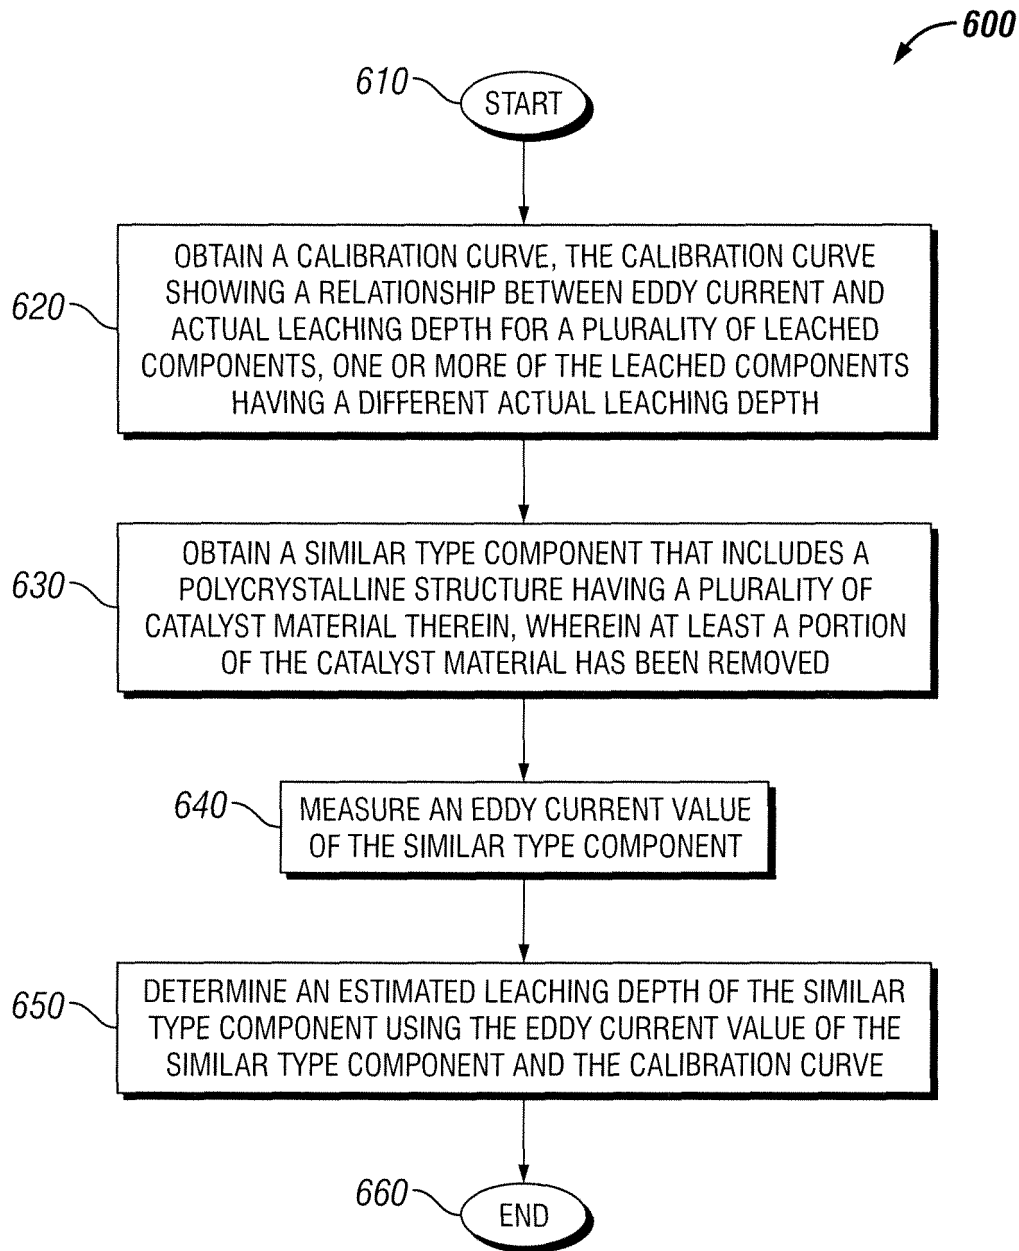 600
610
START
620
OBTAIN A CALIBRATION CURVE, THE CALIBRATION CURVE
SHOWING A RELATIONSHIP BETWEEN EDDY CURRENT AND
ACTUAL LEACHING DEPTH FOR A PLURALITY OF LEACHED
COMPONENTS, ONE OR MORE OF THE LEACHED COMPONENTS
HAVING A DIFFERENT ACTUAL LEACHING DEPTH
630
OBTAIN A SIMILAR TYPE COMPONENT THAT INCLUDES A
POLYCRYSTALLINE STRUCTURE HAVING A PLURALITY OF
CATALYST MATERIAL THEREIN, WHEREIN AT LEAST A PORTION
OF THE CATALYST MATERIAL HAS BEEN REMOVED
640
MEASURE AN EDDY CURRENT VALUE
OF THE SIMILAR TYPE COMPONENT
650
DETERMINE AN ESTIMATED LEACHING DEPTH OF THE SIMILAR
TYPE COMPONENT USING THE EDDY CURRENT VALUE OF THE
SIMILAR TYPE COMPONENT AND THE CALIBRATION CURVE
660
END